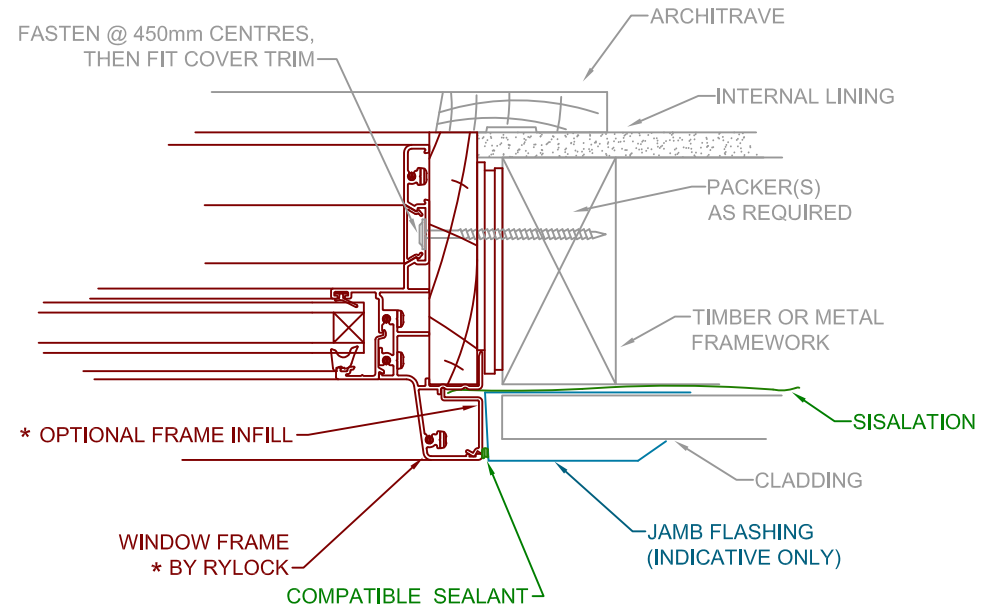 ARCHITRAVE
FASTEN @ 450mm CENTRES,
THEN FIT COVER TRIM
INTERNAL LINING
PACKER(S)
AS REQUIRED
TIMBER OR METAL
FRAMEWORK
SISALATION
* OPTIONAL FRAME INFILL
CLADDING
JAMB FLASHING
(INDICATIVE ONLY)
WINDOW FRAME
* BY RYLOCK
COMPATIBLE SEALANT